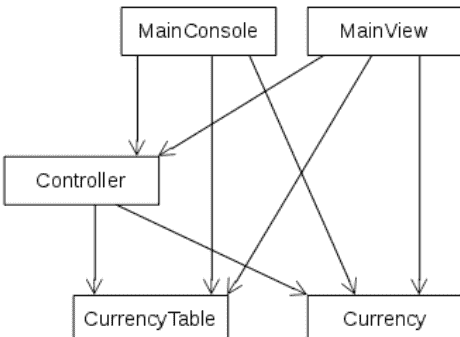 MainConsole
MainView
Controller
CurrencyTable
Currency